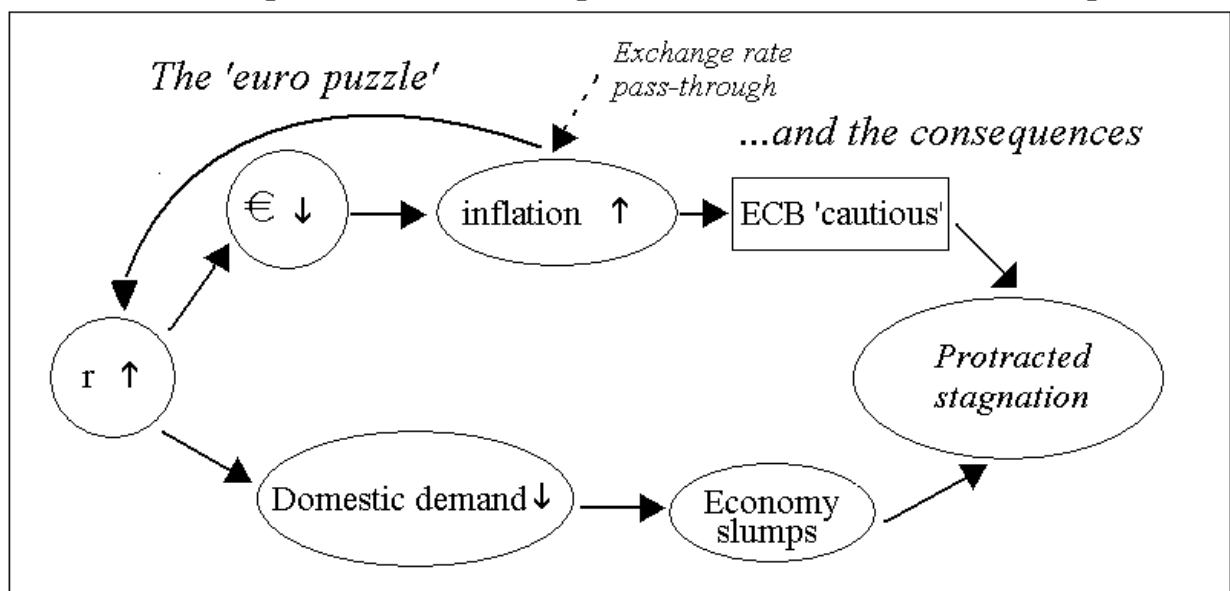 The 'euro puzzle'
Exchange rate
pass-through
...and the consequences
€ ↓
inflation ↑
ECB 'cautious'
r ↑
Protracted
stagnation
Domestic demand↓
Economy
slumps